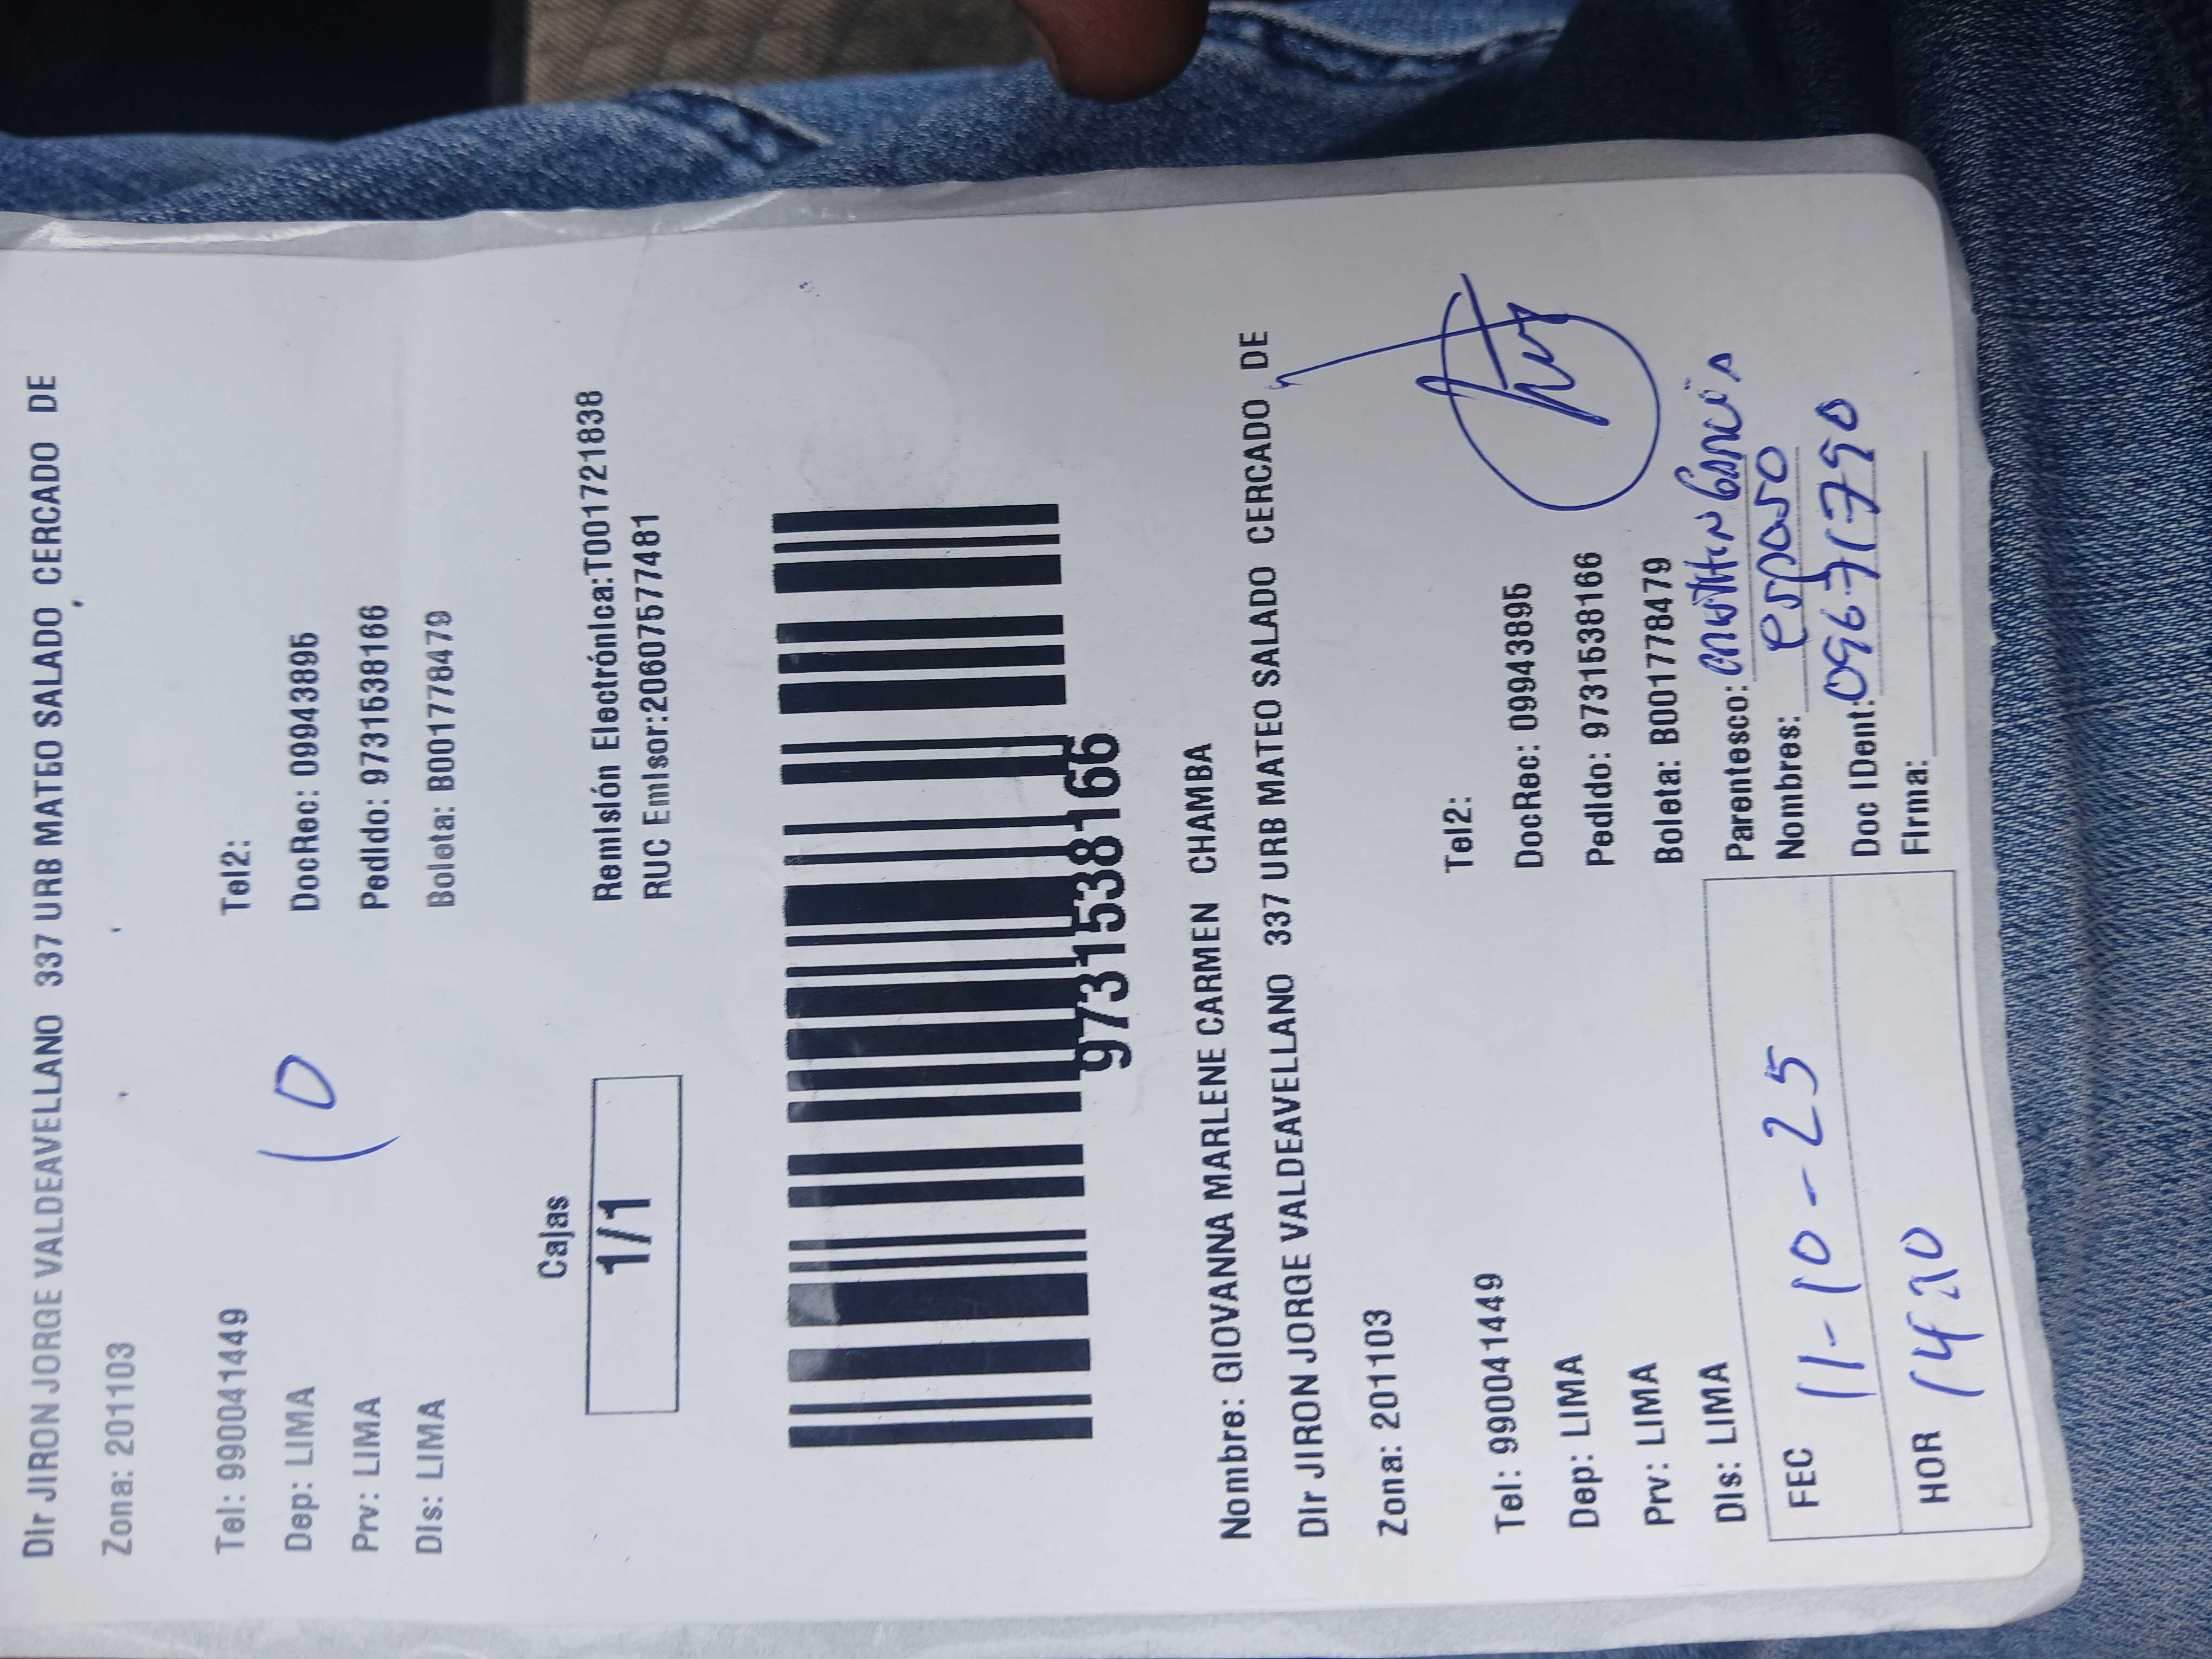 Dir JIRON JORGE VALDEAVELLANO 337 URB MATEO SALADO CERCADO DE
Zona: 201103
Tel: 990041449 Tel2:
Dep: LIMA DocRec: 09943895
Prv: LIMA Pedido: 9731538166
Dis: LIMA Boleta: B001778479
10
Cajas
1/1
Remisión Electrónica:T001721838
RUC Emisor:20607577481
9731538166
Nombre: GIOVANNA MARLENE CARMEN CHAMBA
Dir JIRON JORGE VALDEAVELLANO 337 URB MATEO SALADO CERCADO DE
Zona: 201103
Tel: 990041449 Tel2:
Dep: LIMA DocRec: 09943895
Prv: LIMA Pedido: 9731538166
Dis: LIMA Boleta: B001778479
FEC 11-10-25
HOR 1420
Parentesco: García
Nombres: esposo
Doc IDent: 09671790
Firma: